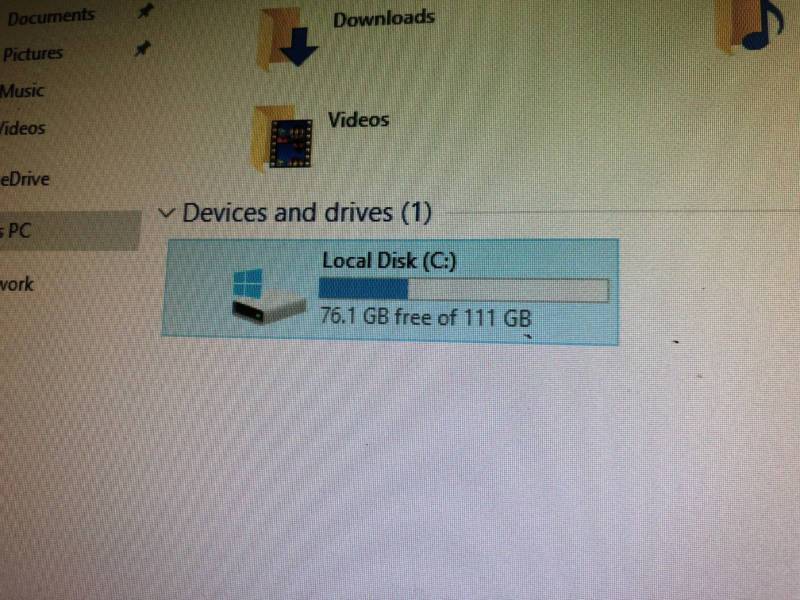 Documents
Downloads
Pictures
Music
Videos
Videos
eDrive
Devices and drives (1)
s PC
Local Disk (C:)
work
76.1 GB free of 111 GB